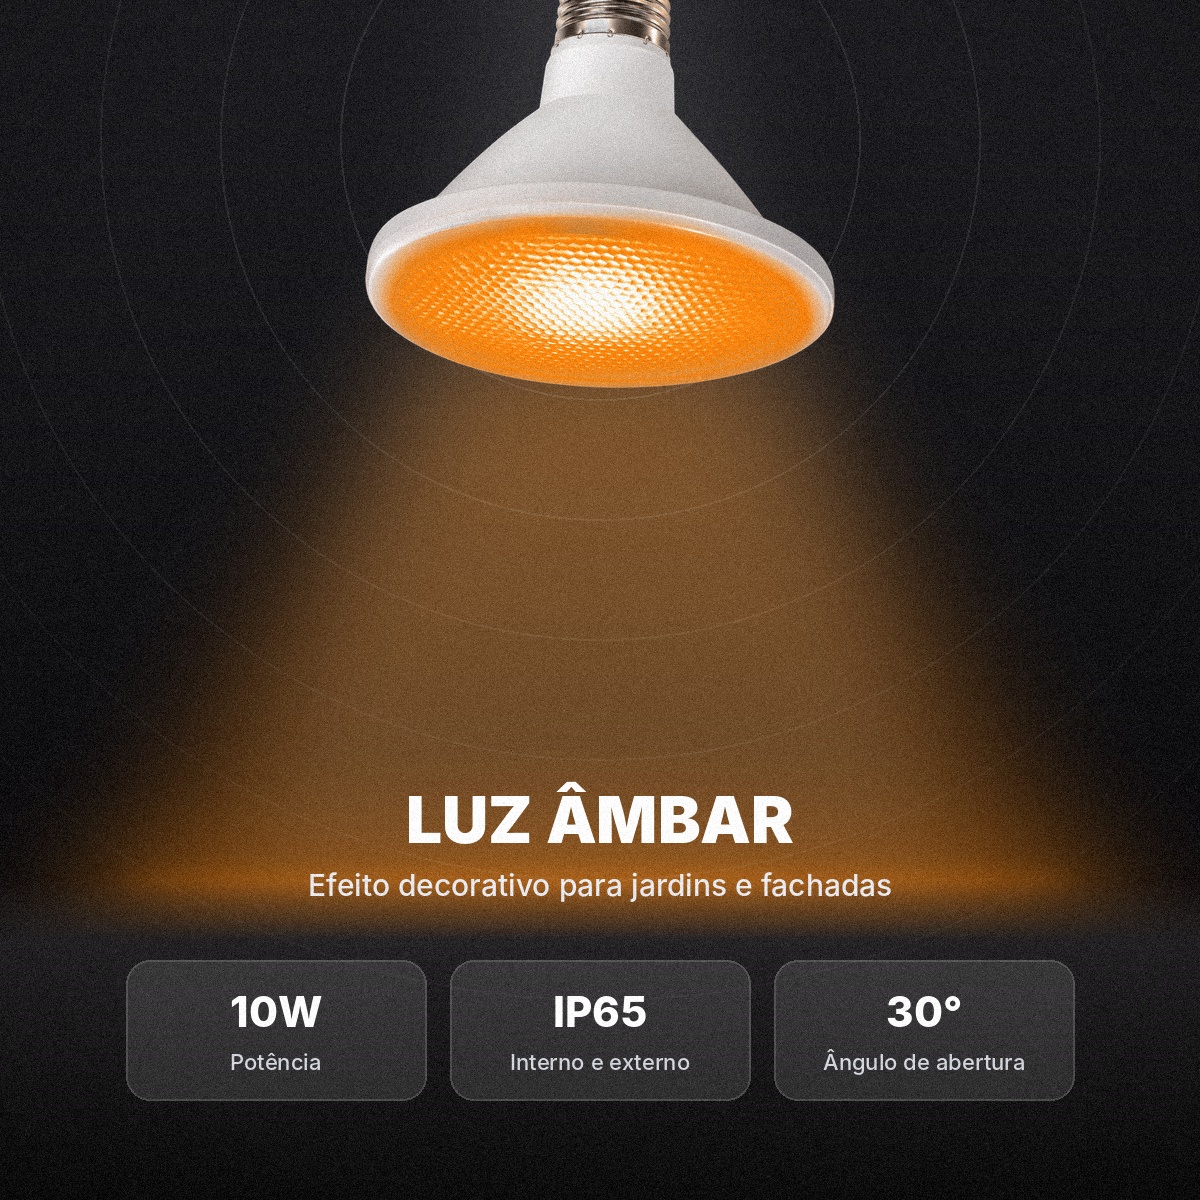 LUZ ÂMBAR
Efeito decorativo para jardins e fachadas
10W
Potência
IP65
Interno e externo
30°
Ângulo de abertura